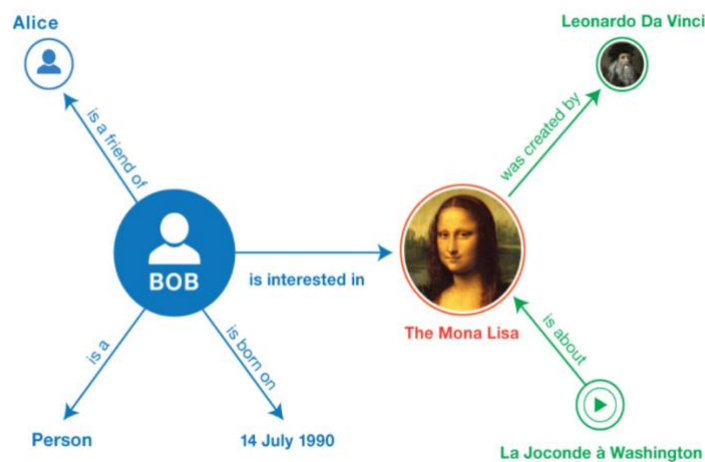 Alice
Leonardo Da Vinci
is a friend of
was created by
BOB
is interested in
The Mona Lisa
is a
is born on
is about
Person
14 July 1990
La Joconde à Washington